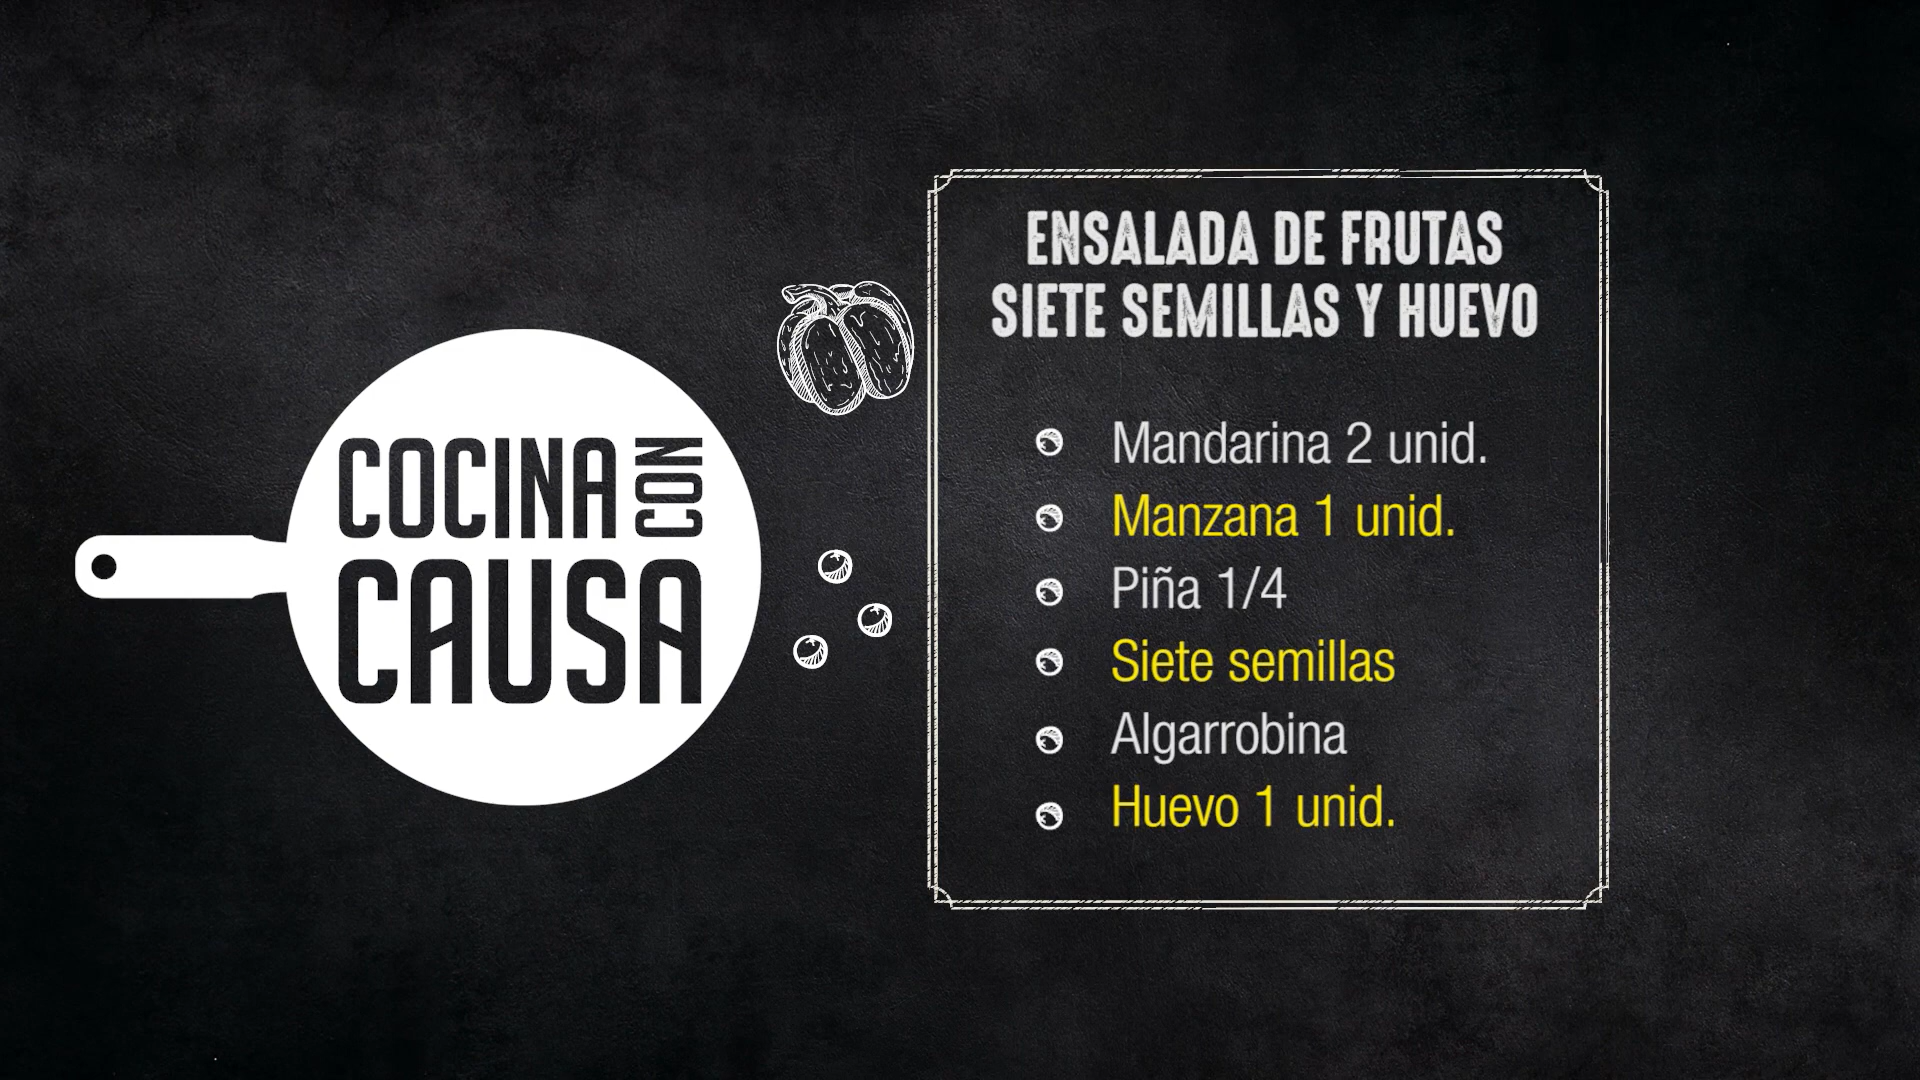 COCINA CON
CAUSA
ENSALADA DE FRUTAS
SIETE SEMILLAS Y HUEVO
Mandarina 2 unid.
Manzana 1 unid.
Piña 1/4
Siete semillas
Algarrobina
Huevo 1 unid.